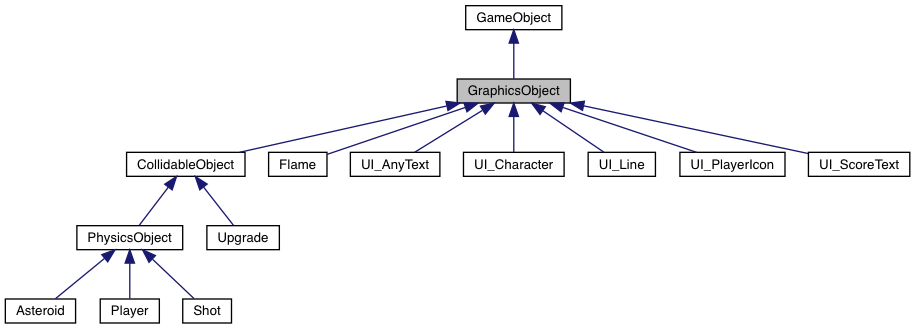 GameObject
GraphicsObject
CollidableObject
Flame
UI_AnyText
UI_Character
UI_Line
UI_PlayerIcon
UI_ScoreText
PhysicsObject
Upgrade
Asteroid
Player
Shot